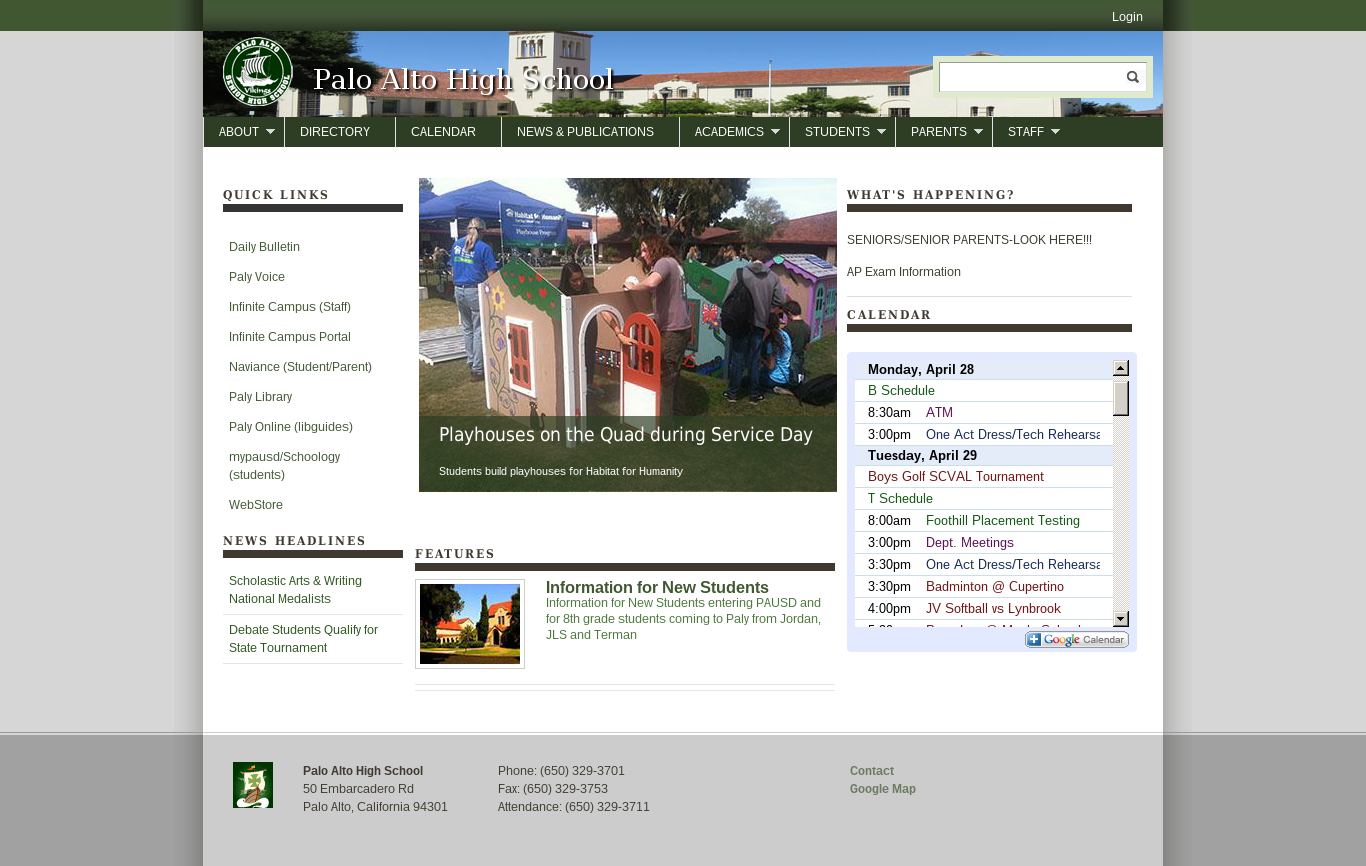 Login
PALO ALTO
Vikings
SENIOR HIGH SCHOOL
Palo Alto High School
ABOUT
DIRECTORY
CALENDAR
NEWS & PUBLICATIONS
ACADEMICS
STUDENTS
PARENTS
STAFF
QUICK LINKS
Daily Bulletin
Paly Voice
Infinite Campus (Staff)
Infinite Campus Portal
Naviance (Student/Parent)
Paly Library
Paly Online (libguides)
mypausd/Schoology
(students)
WebStore
NEWS HEADLINES
Scholastic Arts & Writing
National Medalists
Debate Students Qualify for
State Tournament
Playhouses on the Quad during Service Day
Students build playhouses for Habitat for Humanity
FEATURES
Information for New Students
Information for New Students entering PAUSD and
for 8th grade students coming to Paly from Jordan,
JLS and Terman
WHAT'S HAPPENING?
SENIORS/SENIOR PARENTS-LOOK HERE!!!
AP Exam Information
CALENDAR
Monday, April 28
B Schedule
8:30am ATM
3:00pm One Act Dress/Tech Rehearsa
Tuesday, April 29
Boys Golf SCVAL Tournament
T Schedule
8:00am Foothill Placement Testing
3:00pm Dept. Meetings
3:30pm One Act Dress/Tech Rehearsa
3:30pm Badminton @ Cupertino
4:00pm JV Softball vs Lynbrook
Google Calendar
Palo Alto High School
50 Embarcadero Rd
Palo Alto, California 94301
Phone: (650) 329-3701
Fax: (650) 329-3753
Attendance: (650) 329-3711
Contact
Google Map